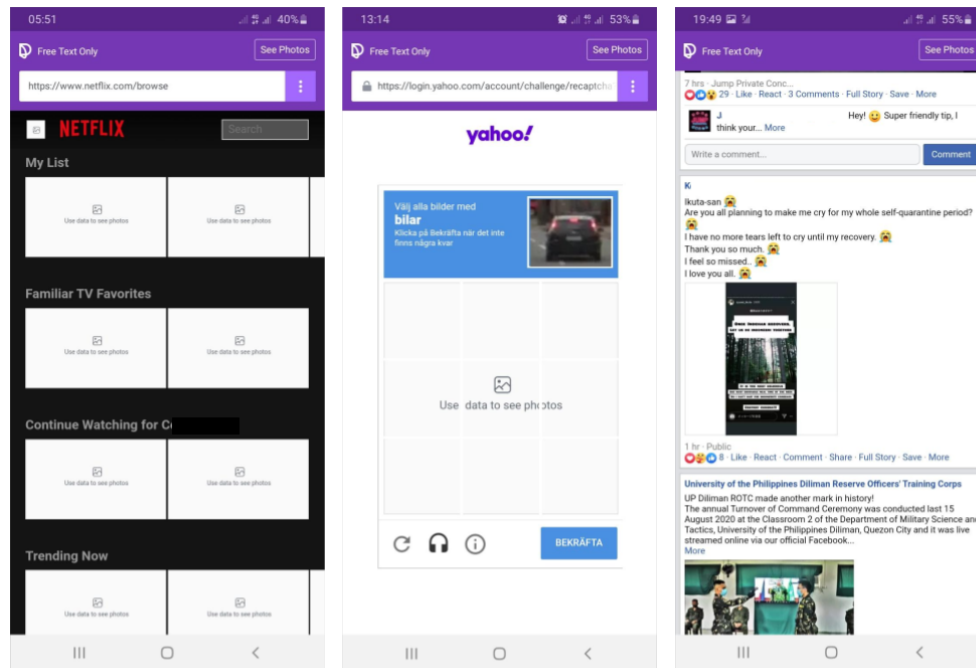 05:51
40%
Free Text Only
See Photos
https://www.netflix.com/browse
NETFLIX
Search
My List
Use data to see photos
Use data to see photos
Familiar TV Favorites
Use data to see photos
Use data to see photos
Continue Watching for C
Use data to see photos
Use data to see photos
Trending Now
Use data to see photos
Use data to see photos
13:14
53%
Free Text Only
See Photos
https://login.yahoo.com/account/challenge/recaptcha
yahoo!
Välj alla bilder med
bilar
Klicka på Bekräfta när det inte
finns några kvar
Use data to see photos
BEKRÄFTA
19:49
55%
Free Text Only
See Photos
7 hrs · Jump Private Conc...
29 · Like · React · 3 Comments · Full Story · Save · More
J Hey! 😃 Super friendly tip, I
think your... More
Write a comment...
Comment
K
Ikuta-san 😭
Are you all planning to make me cry for my whole self-quarantine period?
😭
I have no more tears left to cry until my recovery. 😭
Thank you so much. 😭
I feel so missed.. 😭
I love you all. 😭
1 hr · Public
8 · Like · React · Comment · Share · Full Story · Save · More
University of the Philippines Diliman Reserve Officers' Training Corps
UP Diliman ROTC made another mark in history!
The annual Turnover of Command Ceremony was conducted last 15
August 2020 at the Classroom 2 of the Department of Military Science and
Tactics, University of the Philippines Diliman, Quezon City and it was live
streamed online via our official Facebook...
More